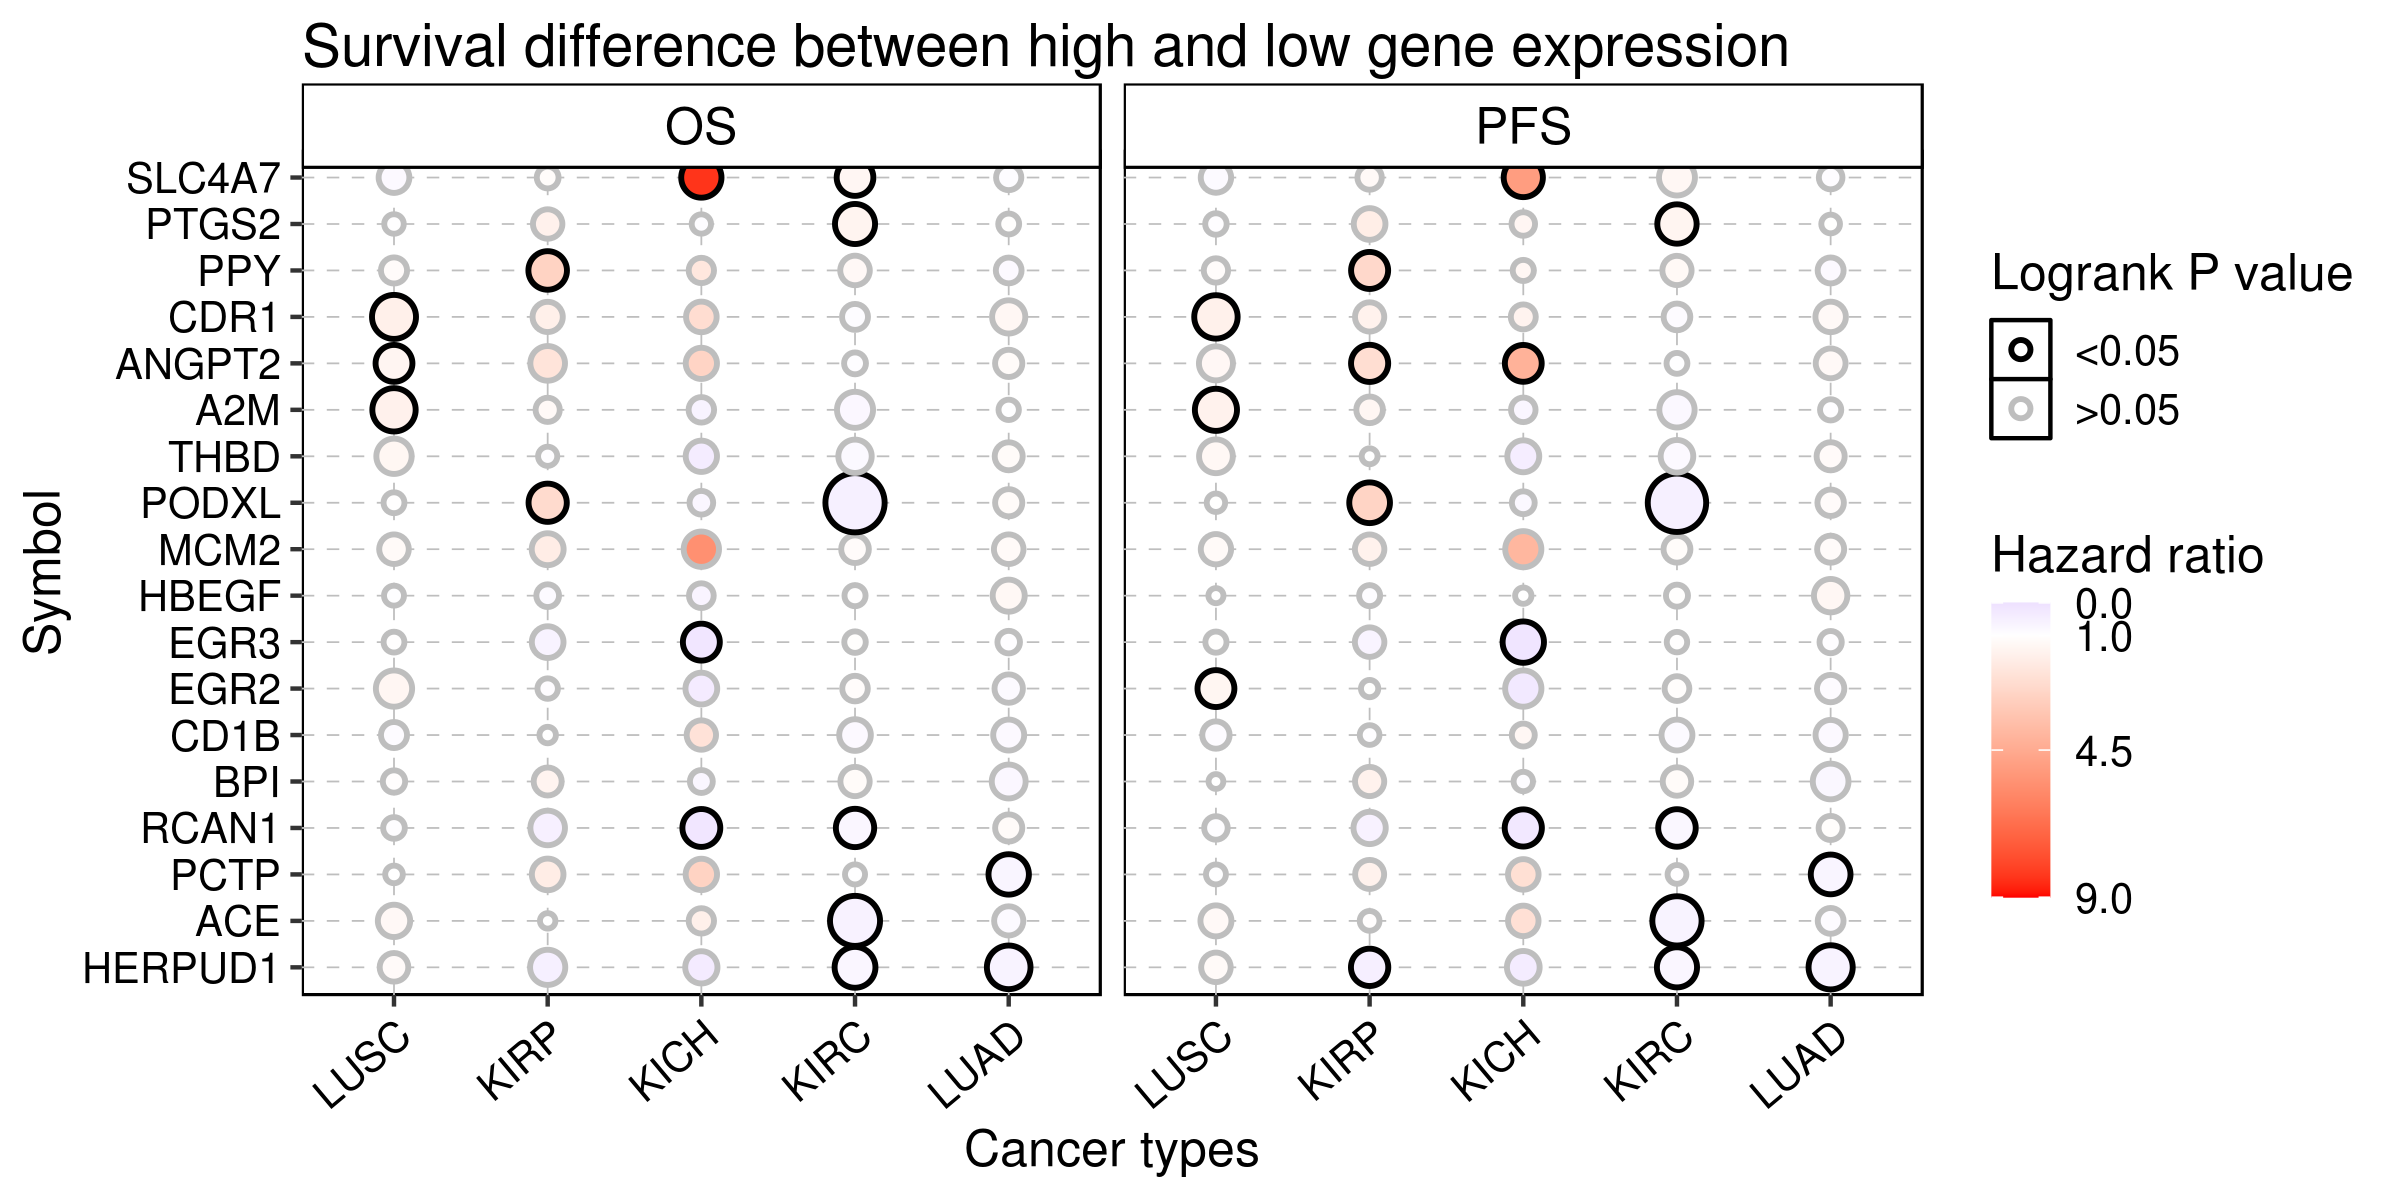 Survival difference between high and low gene expression
OS
PFS
Symbol
SLC4A7
PTGS2
PPY
CDR1
ANGPT2
A2M
THBD
PODXL
MCM2
HBEGF
EGR3
EGR2
CD1B
BPI
RCAN1
PCTP
ACE
HERPUD1
LUSC
KIRP
KICH
KIRC
LUAD
LUSC
KIRP
KICH
KIRC
LUAD
Cancer types
Logrank P value
<0.05
>0.05
Hazard ratio
0.0
1.0
4.5
9.0